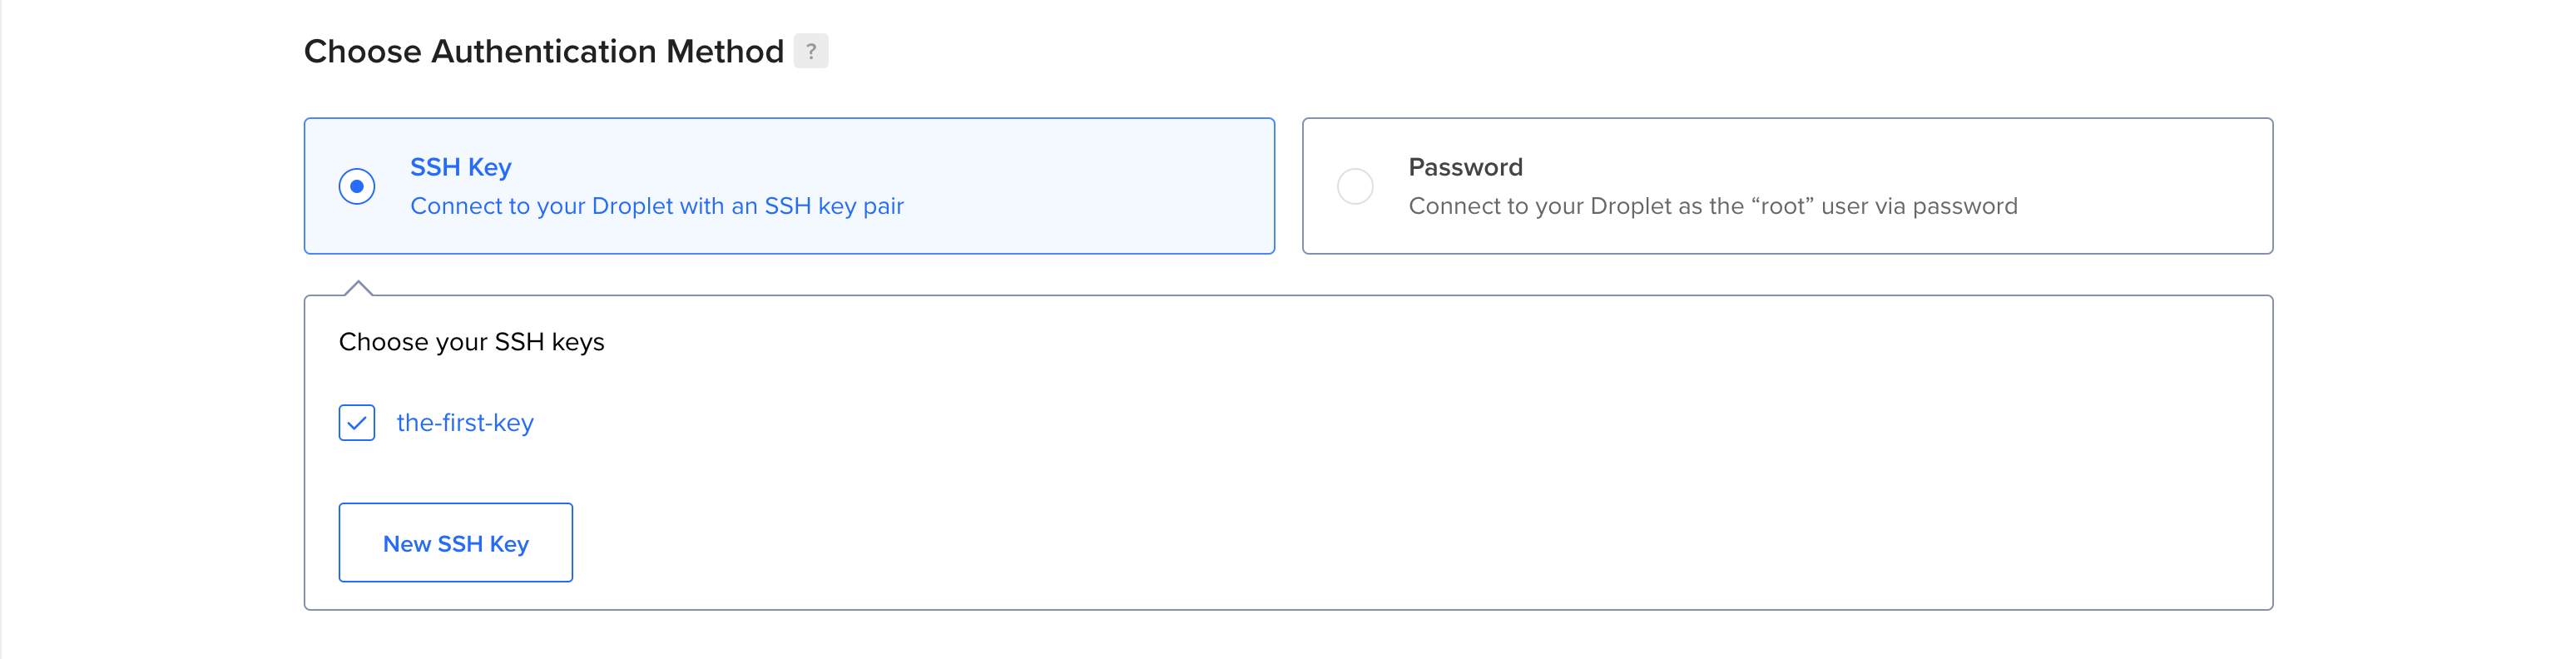 Choose Authentication Method ?
SSH Key
Connect to your Droplet with an SSH key pair
Password
Connect to your Droplet as the “root” user via password
Choose your SSH keys
the-first-key
New SSH Key